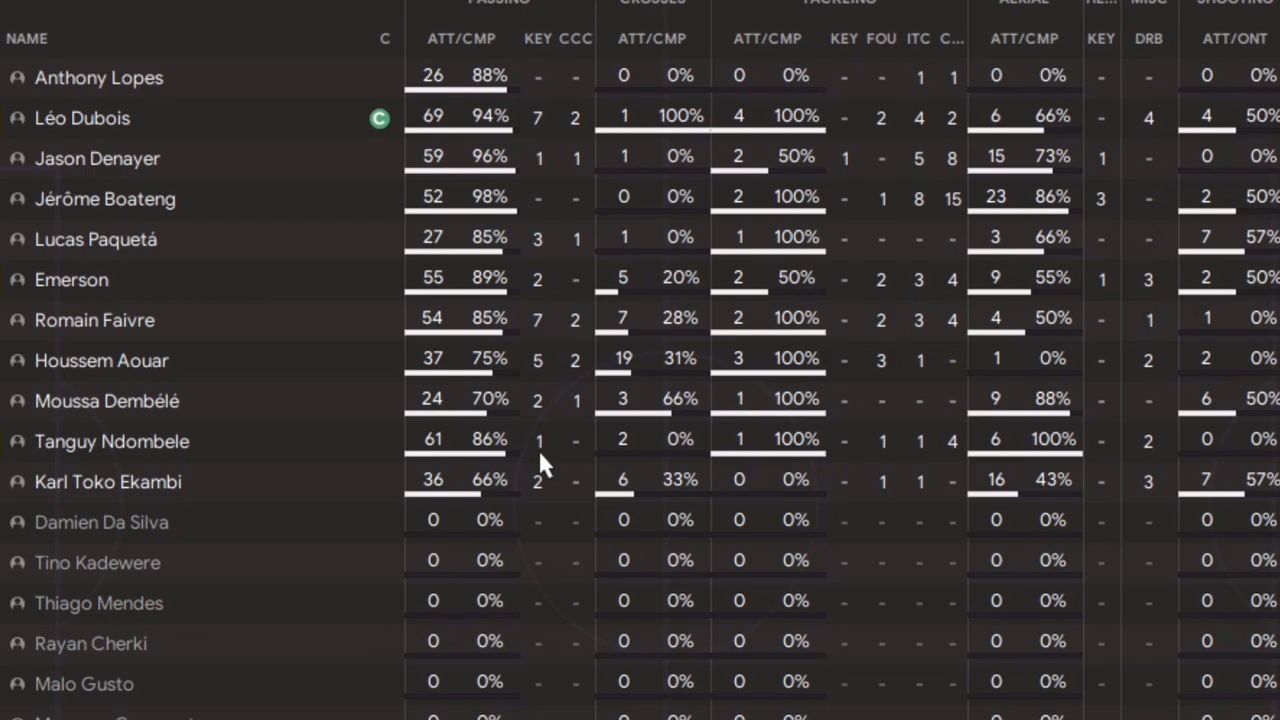 PASSING CROSSES TACKLING AERIAL HE... MISC SHOOTING
NAME C ATT/CMP KEY CCC ATT/CMP ATT/CMP KEY FOU ITC C... ATT/CMP KEY DRB ATT/ONT
Anthony Lopes 26 88% - - 0 0% 0 0% - - 1 1 0 0% - - 0 0%
Léo Dubois C 69 94% 7 2 1 100% 4 100% - 2 4 2 6 66% - 4 4 50%
Jason Denayer 59 96% 1 1 1 0% 2 50% 1 - 5 8 15 73% 1 - 0 0%
Jérôme Boateng 52 98% - - 0 0% 2 100% - 1 8 15 23 86% 3 - 2 50%
Lucas Paquetá 27 85% 3 1 1 0% 1 100% - - - - 3 66% - - 7 57%
Emerson 55 89% 2 - 5 20% 2 50% - 2 3 4 9 55% 1 3 2 50%
Romain Faivre 54 85% 7 2 7 28% 2 100% - 2 3 4 4 50% - 1 1 0%
Houssem Aouar 37 75% 5 2 19 31% 3 100% - 3 1 - 1 0% - 2 2 0%
Moussa Dembélé 24 70% 2 1 3 66% 1 100% - - - - 9 88% - - 6 50%
Tanguy Ndombele 61 86% 1 - 2 0% 1 100% - 1 1 4 6 100% - 2 0 0%
Karl Toko Ekambi 36 66% 2 - 6 33% 0 0% - 1 1 - 16 43% - 3 7 57%
Damien Da Silva 0 0% - - 0 0% 0 0% - - - - 0 0% - - 0 0%
Tino Kadewere 0 0% - - 0 0% 0 0% - - - - 0 0% - - 0 0%
Thiago Mendes 0 0% - - 0 0% 0 0% - - - - 0 0% - - 0 0%
Rayan Cherki 0 0% - - 0 0% 0 0% - - - - 0 0% - - 0 0%
Malo Gusto 0 0% - - 0 0% 0 0% - - - - 0 0% - - 0 0%